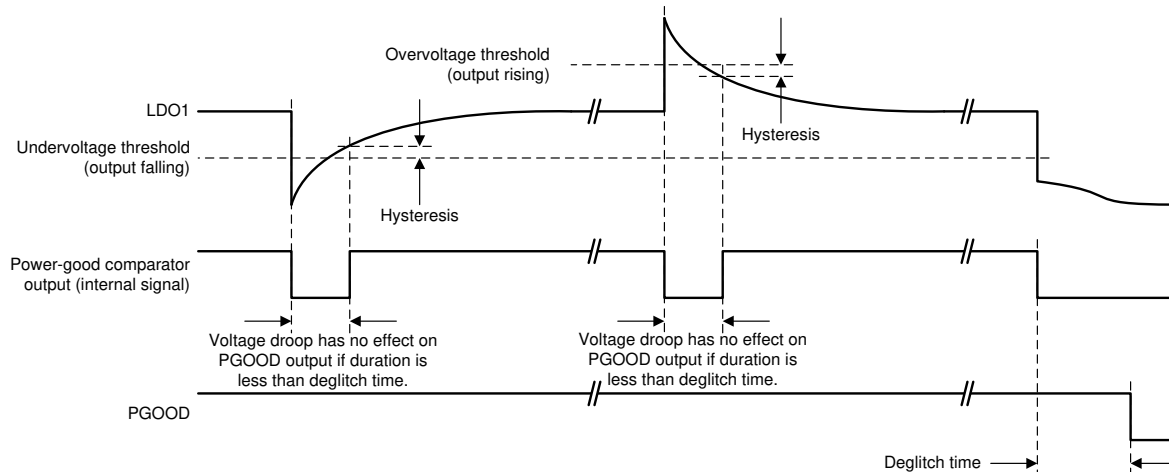 Overvoltage threshold
(output rising)
LDO1
Hysteresis
Undervoltage threshold
(output falling)
Hysteresis
Power-good comparator
output (internal signal)
Voltage droop has no effect on
PGOOD output if duration is
less than deglitch time.
Voltage droop has no effect on
PGOOD output if duration is
less than deglitch time.
PGOOD
Deglitch time